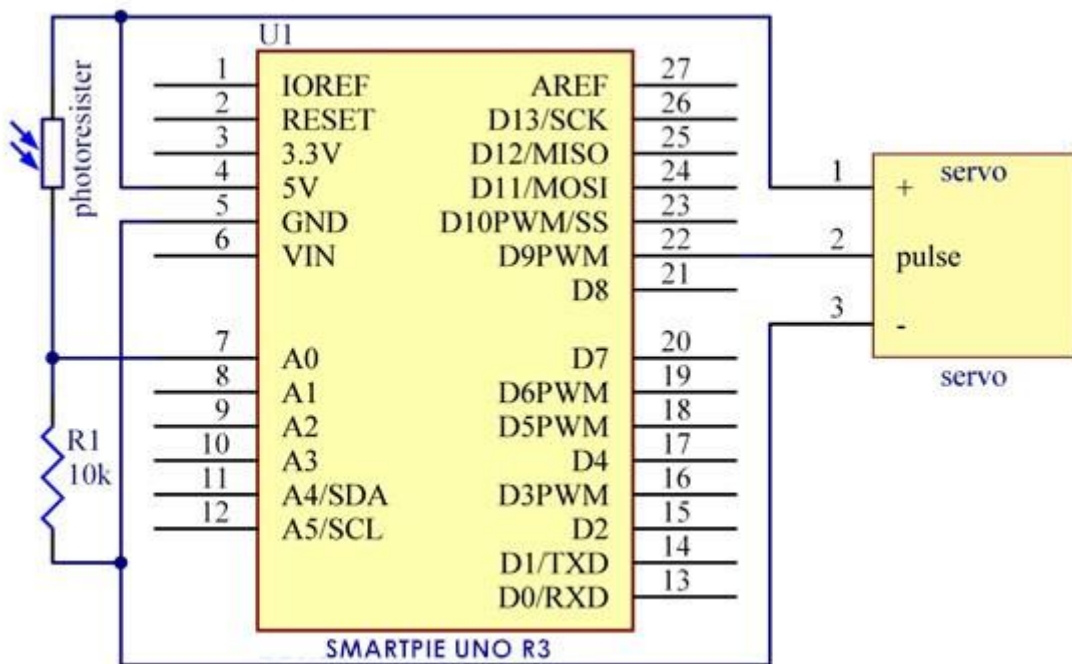 U1
1 IOREF AREF 27
2 RESET D13/SCK 26
3 3.3V D12/MISO 25
4 5V D11/MOSI 24
5 GND D10PWM/SS 23
6 VIN D9PWM 22
D8 21
7 A0 D7 20
8 A1 D6PWM 19
9 A2 D5PWM 18
10 A3 D4 17
11 A4/SDA D3PWM 16
12 A5/SCL D2 15
D1/TXD 14
D0/RXD 13
SMARTPIE UNO R3
photoresister
R1
10k
1 + servo
2 pulse
3 -
servo